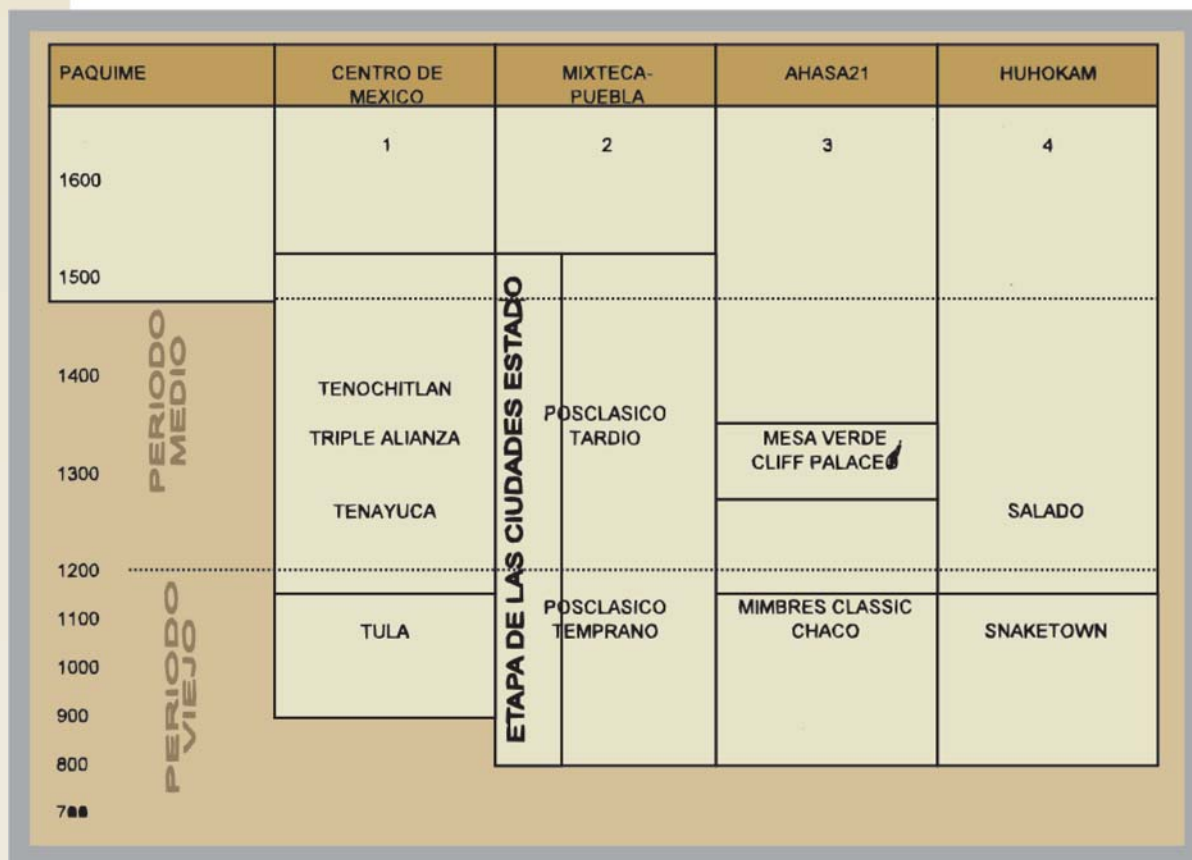 PAQUIME
CENTRO DE
MEXICO
MIXTECA-
PUEBLA
AHASA21
HUHOKAM
1
2
3
4
1600
1500
1400
1300
1200
1100
1000
900
800
PERIODO
MEDIO
PERIODO
VIEJO
TENOCHITLAN
TRIPLE ALIANZA
TENAYUCA
TULA
ETAPA DE LAS CIUDADES ESTADO
POSCLASICO
TARDIO
POSCLASICO
TEMPRANO
MESA VERDE
CLIFF PALACE
MIMBRES CLASSIC
CHACO
SALADO
SNAKETOWN